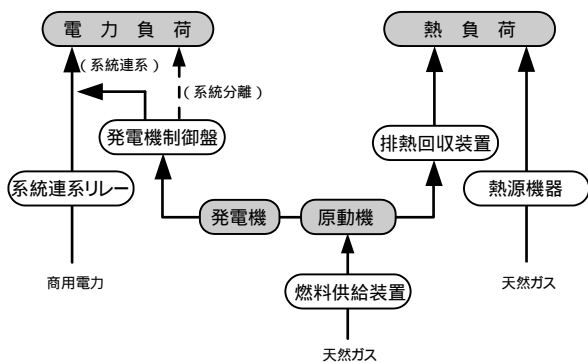 電力負荷
熱負荷
(系統連系)
(系統分離)
発電機制御盤
排熱回収装置
系統連系リレー
熱源機器
発電機
原動機
商用電力
燃料供給装置
天然ガス
天然ガス